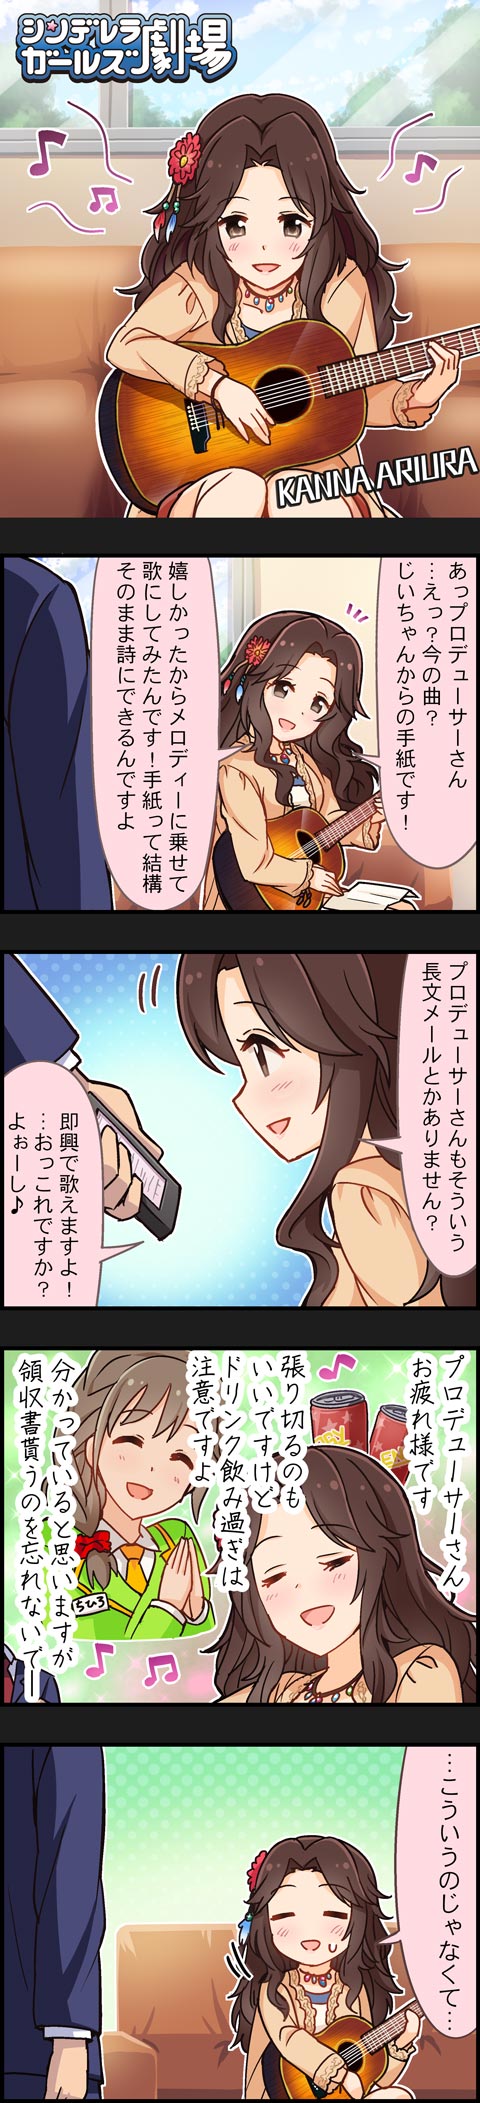 シンデレラ
ガールズ劇場
KANNA ARIURA
あっプロデューサーさん
…えっ？今の曲？
じいちゃんからの手紙です！
嬉しかったからメロディーに乗せて
歌にしてみたんです！手紙って結構
そのまま詩にできるんですよ
プロデューサーさんもそういう
長文メールとかありません？
即興で歌えますよ！
…おっこれですか？
よぉーし♪
プロデューサーさん
お疲れ様です
張り切るのも
いいですけど
ドリンク飲み過ぎは
注意ですよ
分かっていると思いますが
領収書貰うのを忘れないでー
ちひろ
…こういうのじゃなくて…